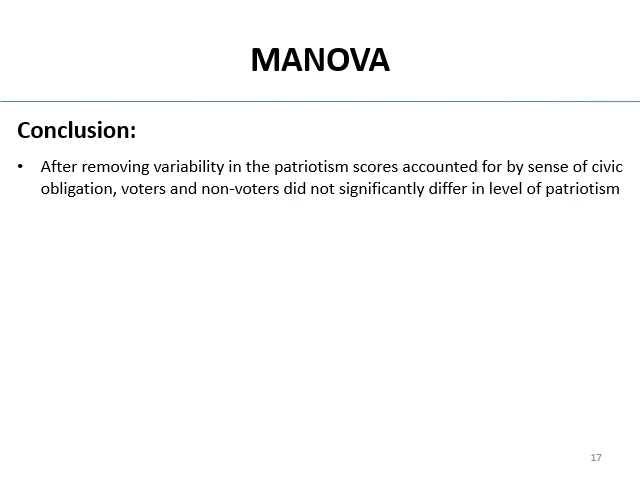 MANOVA
Conclusion:
• After removing variability in the patriotism scores accounted for by sense of civic
obligation, voters and non-voters did not significantly differ in level of patriotism
17